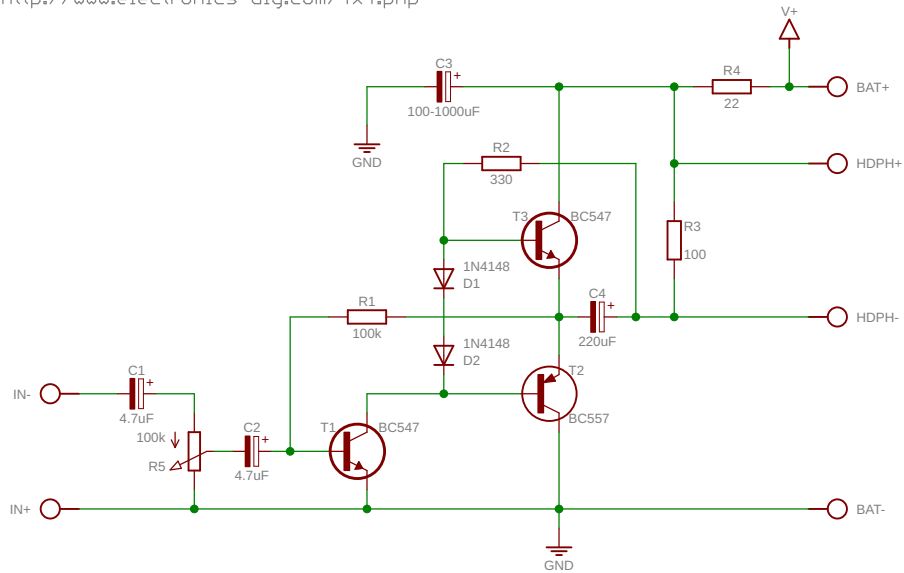 V+
C3
+
100-1000uF
GND
R4
22
BAT+
HDPH+
R2
330
T3
BC547
R3
100
1N4148
D1
C4
+
220uF
HDPH-
R1
100k
1N4148
D2
T2
BC557
C1
+
4.7uF
IN-
100k
R5
C2
+
4.7uF
T1
BC547
IN+
BAT-
GND